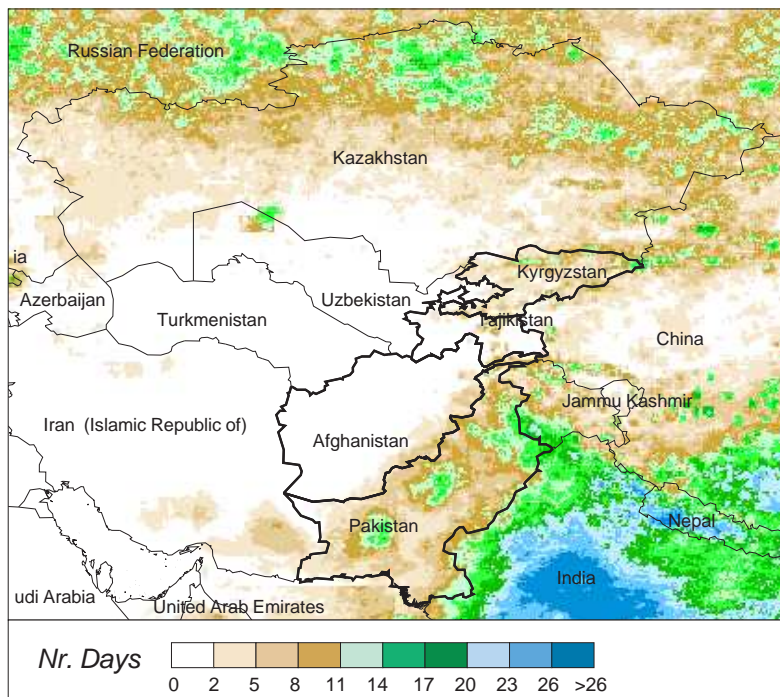 Russian Federation
Kazakhstan
ia
Kyrgyzstan
Azerbaijan
Uzbekistan
Turkmenistan
Tajikistan
China
Jammu Kashmir
Iran (Islamic Republic of)
Afghanistan
Pakistan
Nepal
India
udi Arabia
United Arab Emirates
Nr. Days
0 2 5 8 11 14 17 20 23 26 >26